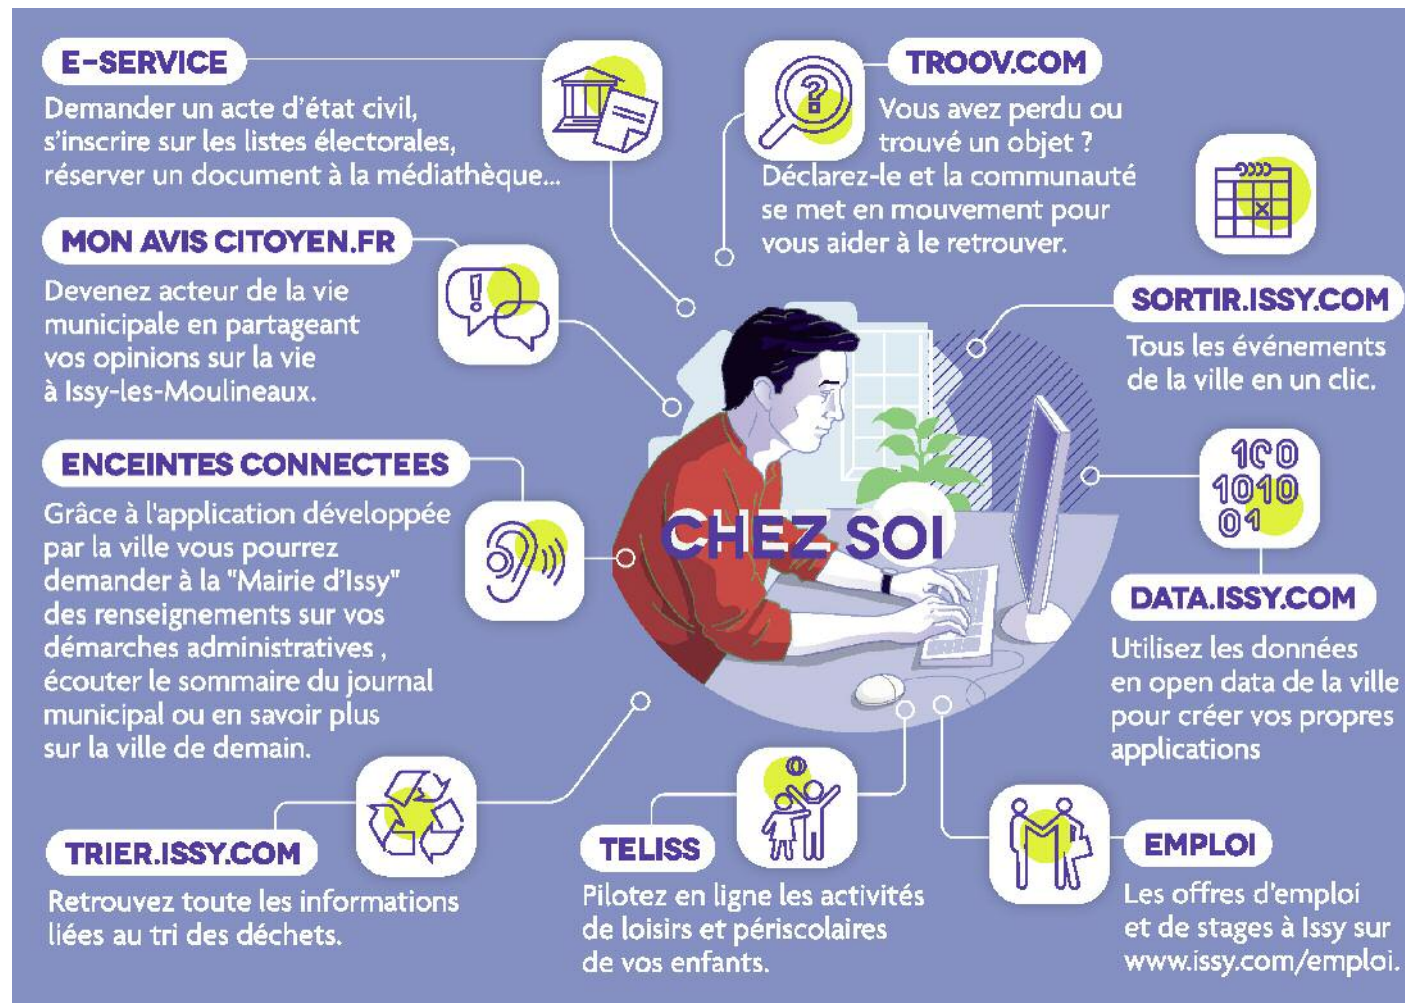 E-SERVICE
Demander un acte d'état civil,
s'inscrire sur les listes électorales,
réserver un document à la médiathèque...
MON AVIS CITOYEN.FR
Devenez acteur de la vie
municipale en partageant
vos opinions sur la vie
à Issy-les-Moulineaux.
ENCEINTES CONNECTEES
Grâce à l'application développée
par la ville vous pourrez
demander à la "Mairie d'Issy"
des renseignements sur vos
démarches administratives ,
écouter le sommaire du journal
municipal ou en savoir plus
sur la ville de demain.
TRIER.ISSY.COM
Retrouvez toute les informations
liées au tri des déchets.
CHEZ SOI
TROOV.COM
?
Vous avez perdu ou
trouvé un objet ?
Déclarez-le et la communauté
se met en mouvement pour
vous aider à le retrouver.
SORTIR.ISSY.COM
Tous les événements
de la ville en un clic.
100
1010
01
DATA.ISSY.COM
Utilisez les données
en open data de la ville
pour créer vos propres
applications
TELISS
Pilotez en ligne les activités
de loisirs et périscolaires
de vos enfants.
EMPLOI
Les offres d'emploi
et de stages à Issy sur
www.issy.com/emploi.